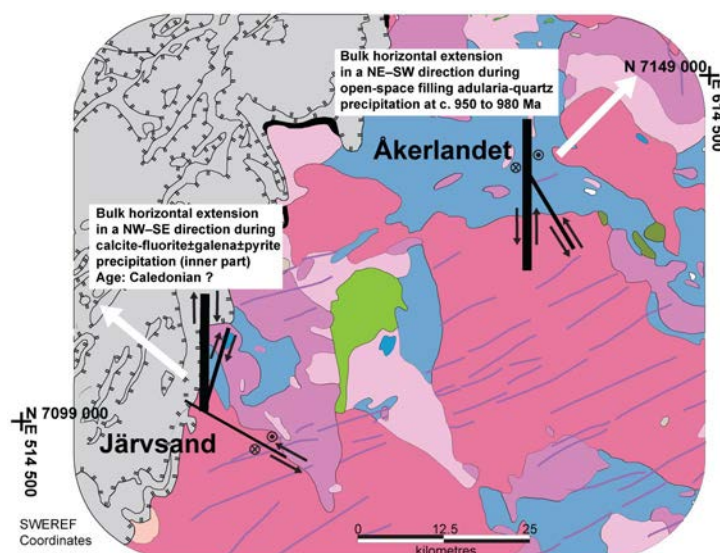 Bulk horizontal extension
in a NE–SW direction during
open-space filling adularia-quartz
precipitation at c. 950 to 980 Ma
N 7149 000
E 614 500
Åkerlandet
Bulk horizontal extension
in a NW–SE direction during
calcite-fluorite±galena±pyrite
precipitation (inner part)
Age: Caledonian ?
N 7099 000
E 514 500
Järvsand
SWEREF
Coordinates
0 12.5 25
kilometres